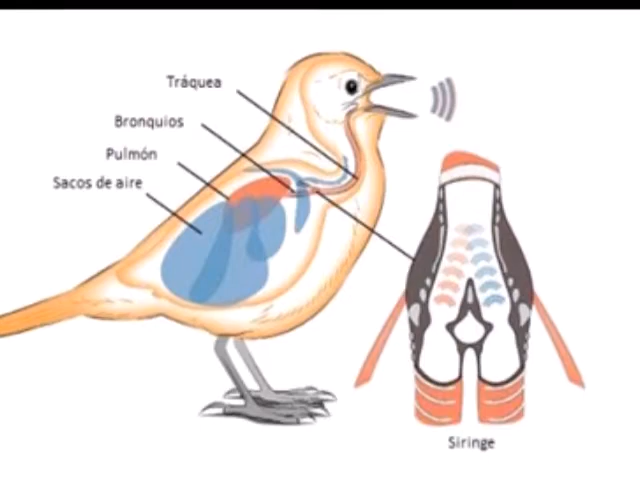 Tráquea
Bronquios
Pulmón
Sacos de aire
Siringe